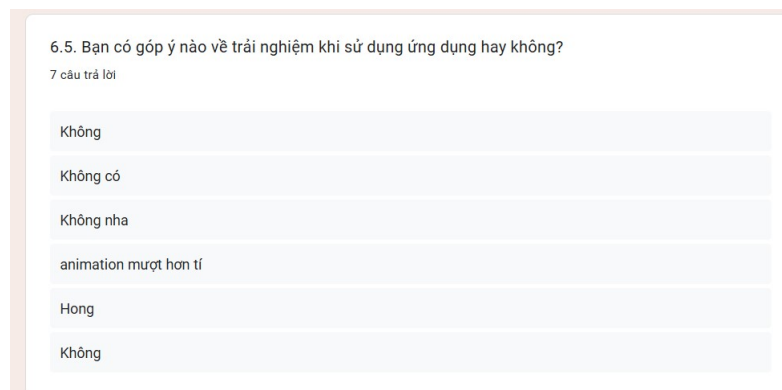 6.5. Bạn có góp ý nào về trải nghiệm khi sử dụng ứng dụng hay không?
7 câu trả lời
Không
Không có
Không nha
animation mượt hơn tí
Hong
Không